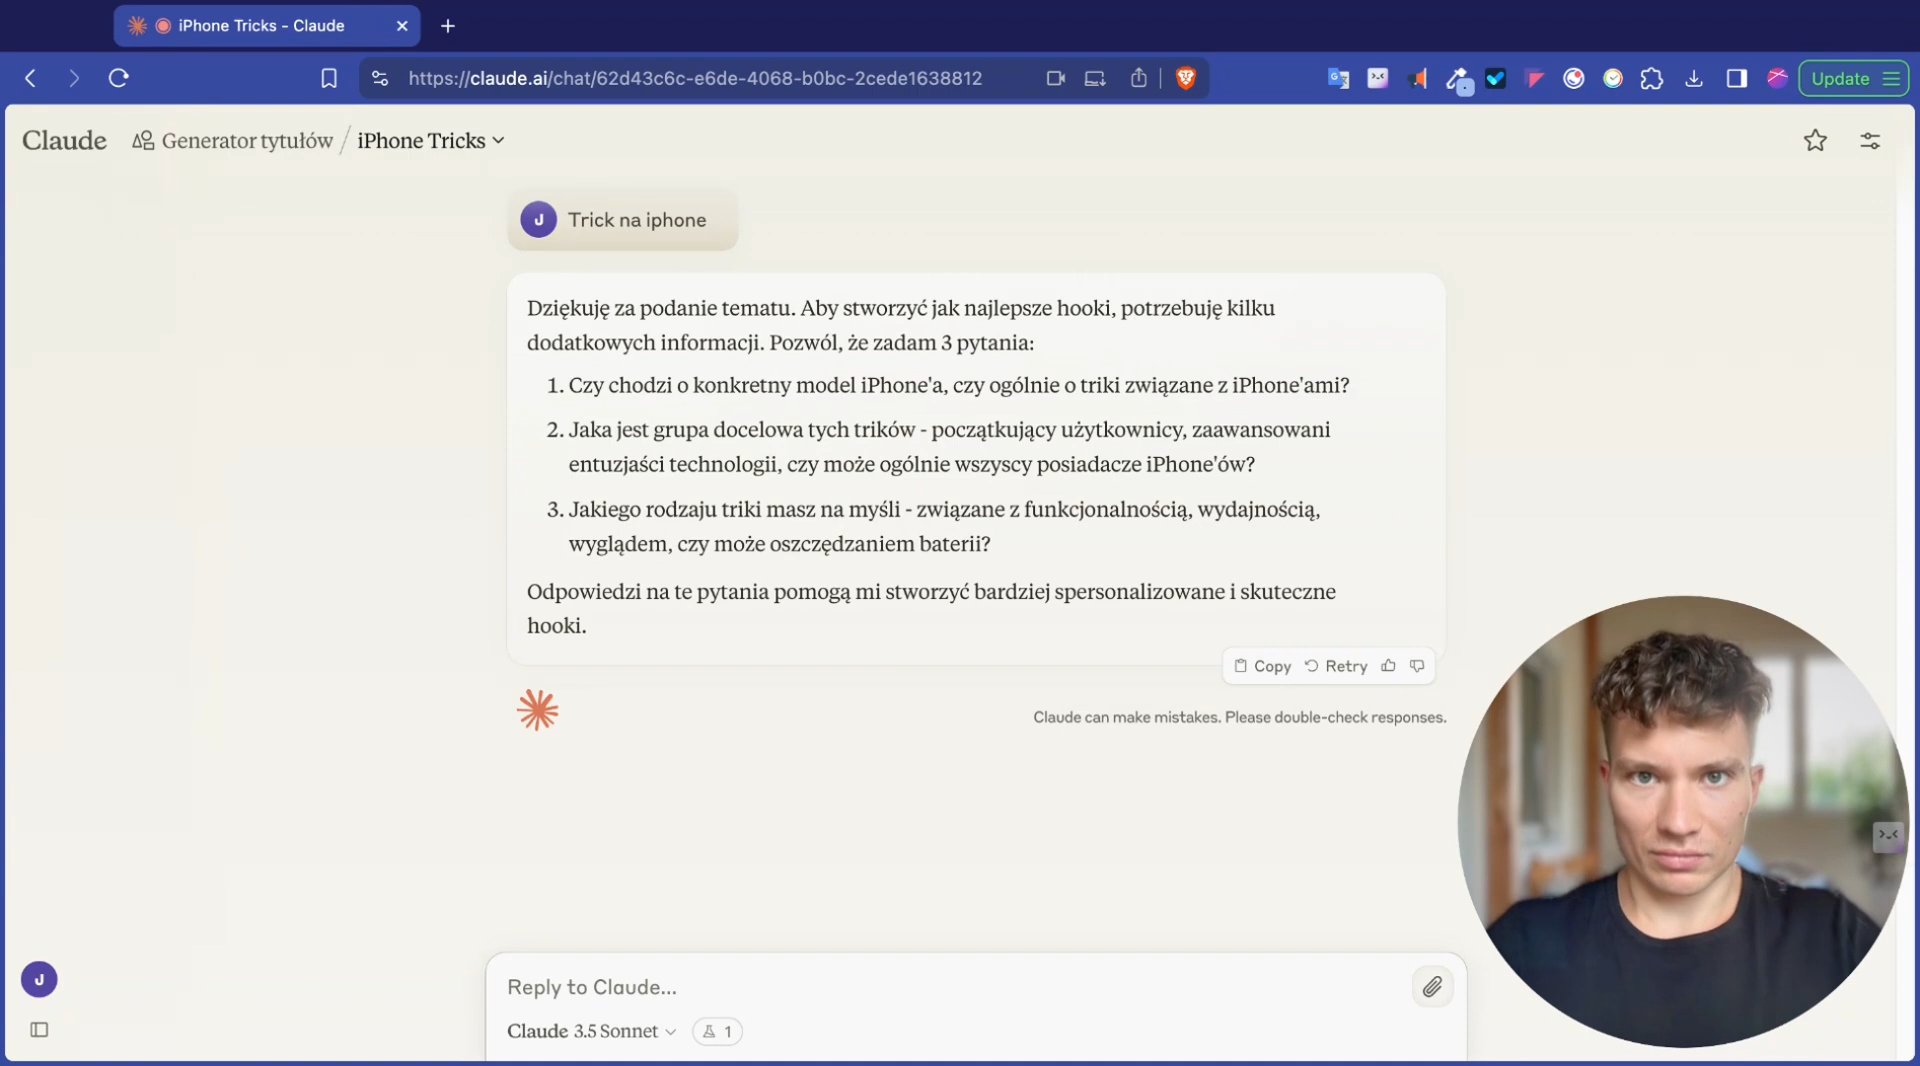 iPhone Tricks - Claude
https://claude.ai/chat/62d43c6c-e6de-4068-b0bc-2cede1638812
Update
Claude
Generator tytułów / iPhone Tricks
J
Trick na iphone
Dziękuję za podanie tematu. Aby stworzyć jak najlepsze hooki, potrzebuję kilku
dodatkowych informacji. Pozwól, że zadam 3 pytania:
1. Czy chodzi o konkretny model iPhone'a, czy ogólnie o triki związane z iPhone'ami?
2. Jaka jest grupa docelowa tych trików - początkujący użytkownicy, zaawansowani
entuzjaści technologii, czy może ogólnie wszyscy posiadacze iPhone'ów?
3. Jakiego rodzaju triki masz na myśli - związane z funkcjonalnością, wydajnością,
wyglądem, czy może oszczędzaniem baterii?
Odpowiedzi na te pytania pomogą mi stworzyć bardziej spersonalizowane i skuteczne
hooki.
Copy Retry
Claude can make mistakes. Please double-check responses.
J
Reply to Claude...
Claude 3.5 Sonnet 1